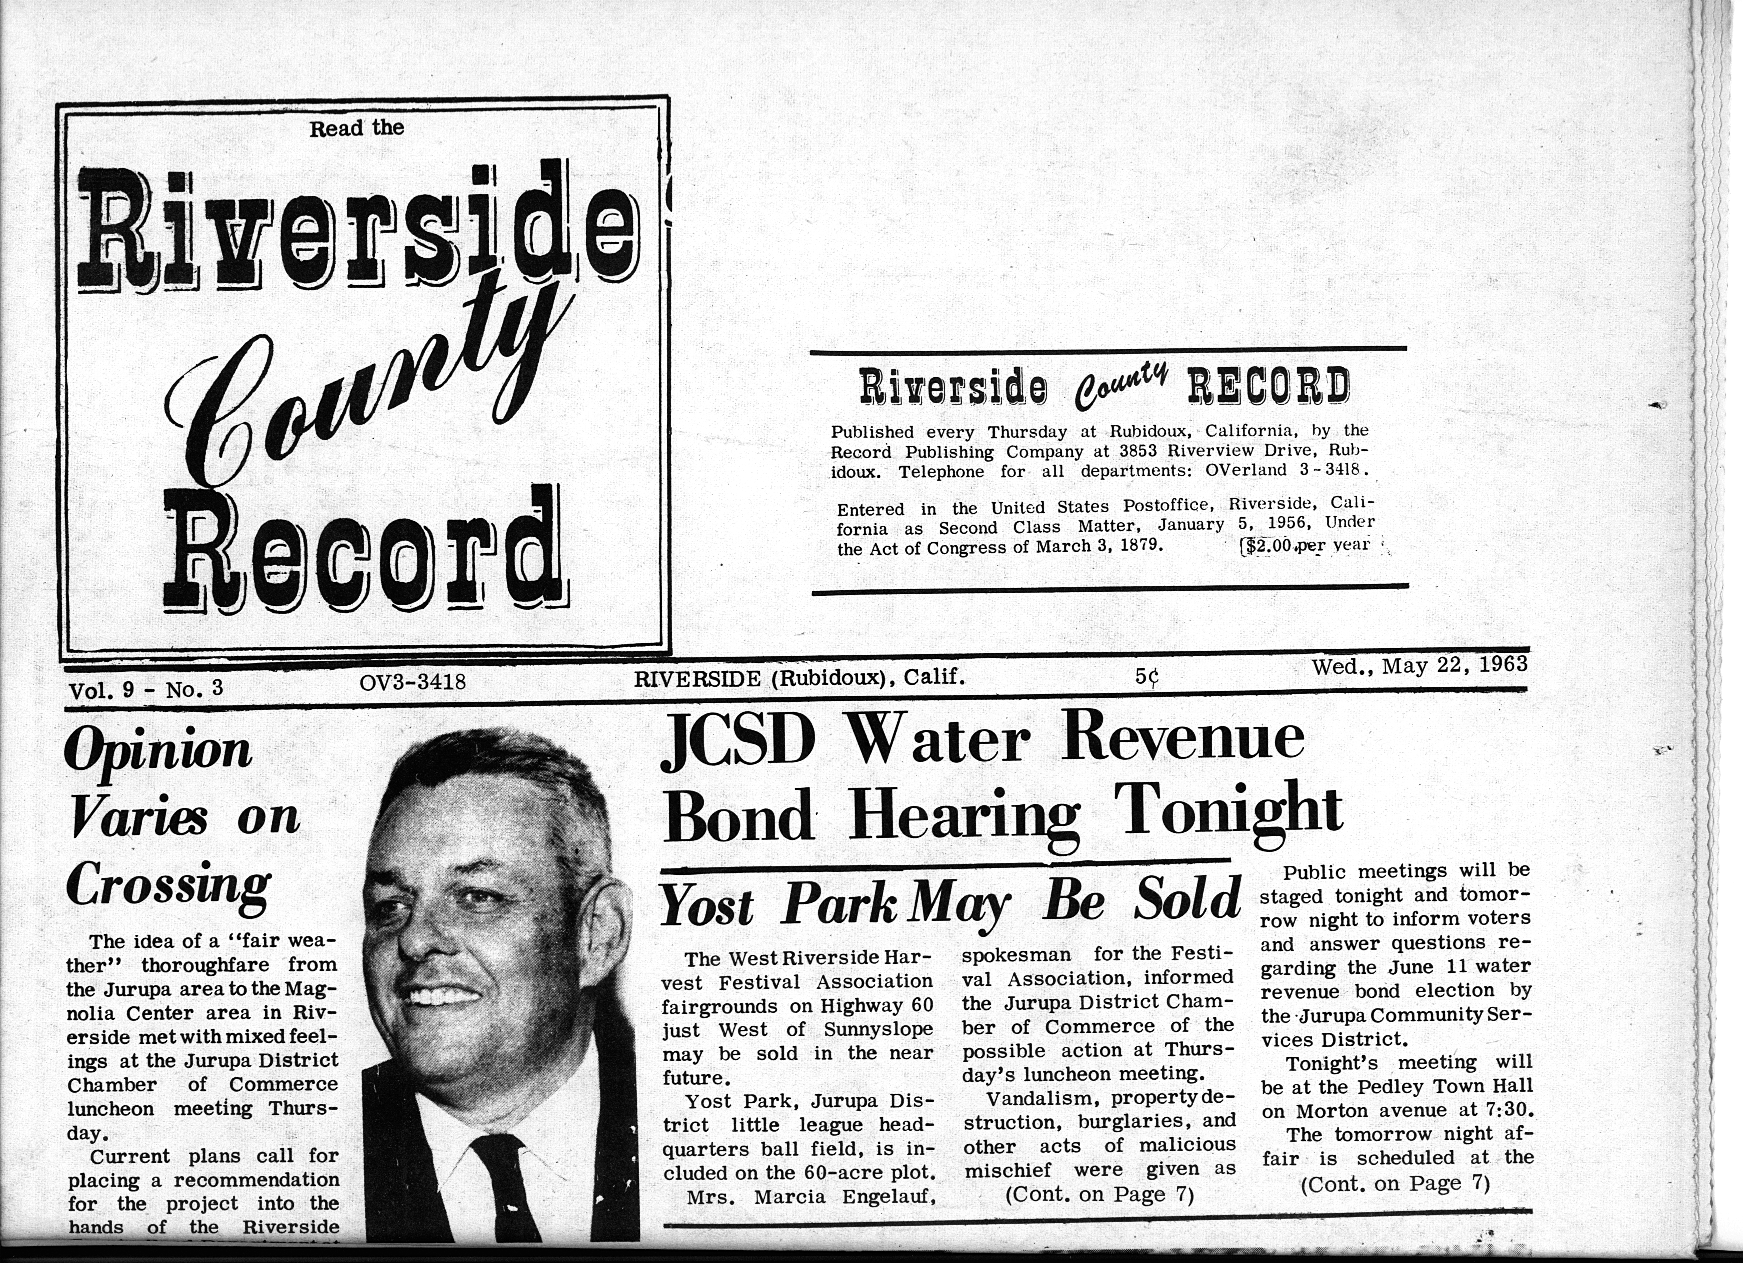 Read the
Riverside
County
Record
Riverside County RECORD
Published every Thursday at Rubidoux, California, by the
Record Publishing Company at 3853 Riverview Drive, Rub-
idoux. Telephone for all departments: OVerland 3-3418.
Entered in the United States Postoffice, Riverside, Cali-
fornia as Second Class Matter, January 5, 1956, Under
the Act of Congress of March 3, 1879. $2.00 per year
Vol. 9 - No. 3 OV3-3418 RIVERSIDE (Rubidoux), Calif. 5¢ Wed., May 22, 1963
Opinion
Varies on
Crossing
The idea of a "fair wea-
ther" thoroughfare from
the Jurupa area to the Mag-
nolia Center area in Riv-
erside met with mixed feel-
ings at the Jurupa District
Chamber of Commerce
luncheon meeting Thurs-
day.
Current plans call for
placing a recommendation
for the project into the
hands of the Riverside
JCSD Water Revenue
Bond Hearing Tonight
Yost Park May Be Sold
The West Riverside Har-
vest Festival Association
fairgrounds on Highway 60
just West of Sunnyslope
may be sold in the near
future.
Yost Park, Jurupa Dis-
trict little league head-
quarters ball field, is in-
cluded on the 60-acre plot.
Mrs. Marcia Engelauf,
spokesman for the Festi-
val Association, informed
the Jurupa District Cham-
ber of Commerce of the
possible action at Thurs-
day's luncheon meeting.
Vandalism, property de-
struction, burglaries, and
other acts of malicious
mischief were given as
(Cont. on Page 7)
Public meetings will be
staged tonight and tomor-
row night to inform voters
and answer questions re-
garding the June 11 water
revenue bond election by
the Jurupa Community Ser-
vices District.
Tonight's meeting will
be at the Pedley Town Hall
on Morton avenue at 7:30.
The tomorrow night af-
fair is scheduled at the
(Cont. on Page 7)